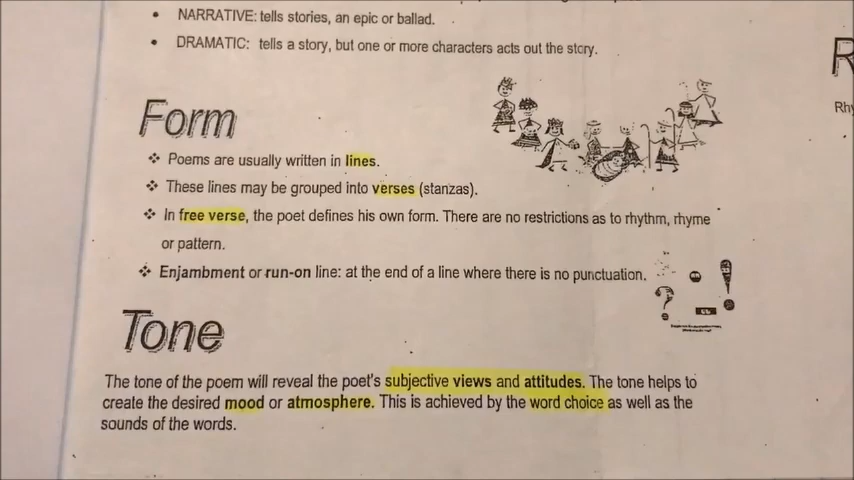 • NARRATIVE: tells stories, an epic or ballad.
• DRAMATIC: tells a story, but one or more characters acts out the story.
Form
❖ Poems are usually written in lines.
❖ These lines may be grouped into verses (stanzas).
❖ In free verse, the poet defines his own form. There are no restrictions as to rhythm, rhyme
or pattern.
❖ Enjambment or run-on line: at the end of a line where there is no punctuation.
Tone
The tone of the poem will reveal the poet's subjective views and attitudes. The tone helps to
create the desired mood or atmosphere. This is achieved by the word choice as well as the
sounds of the words.
R
Rhy